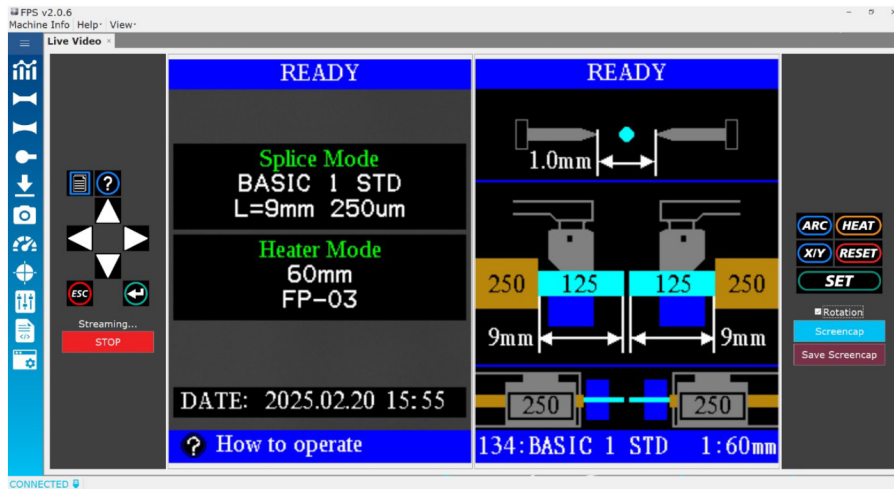 FPS v2.0.6
Machine Info Help View
Live Video
READY
Splice Mode
BASIC 1 STD
L=9mm 250um
Heater Mode
60mm
FP-03
DATE: 2025.02.20 15:55
? How to operate
READY
1.0mm
250 125 125 250
9mm 9mm
250 250
134:BASIC 1 STD 1:60mm
?
ESC
Streaming...
STOP
ARC HEAT
X/Y RESET
SET
Rotation
Screencap
Save Screencap
CONNECTED